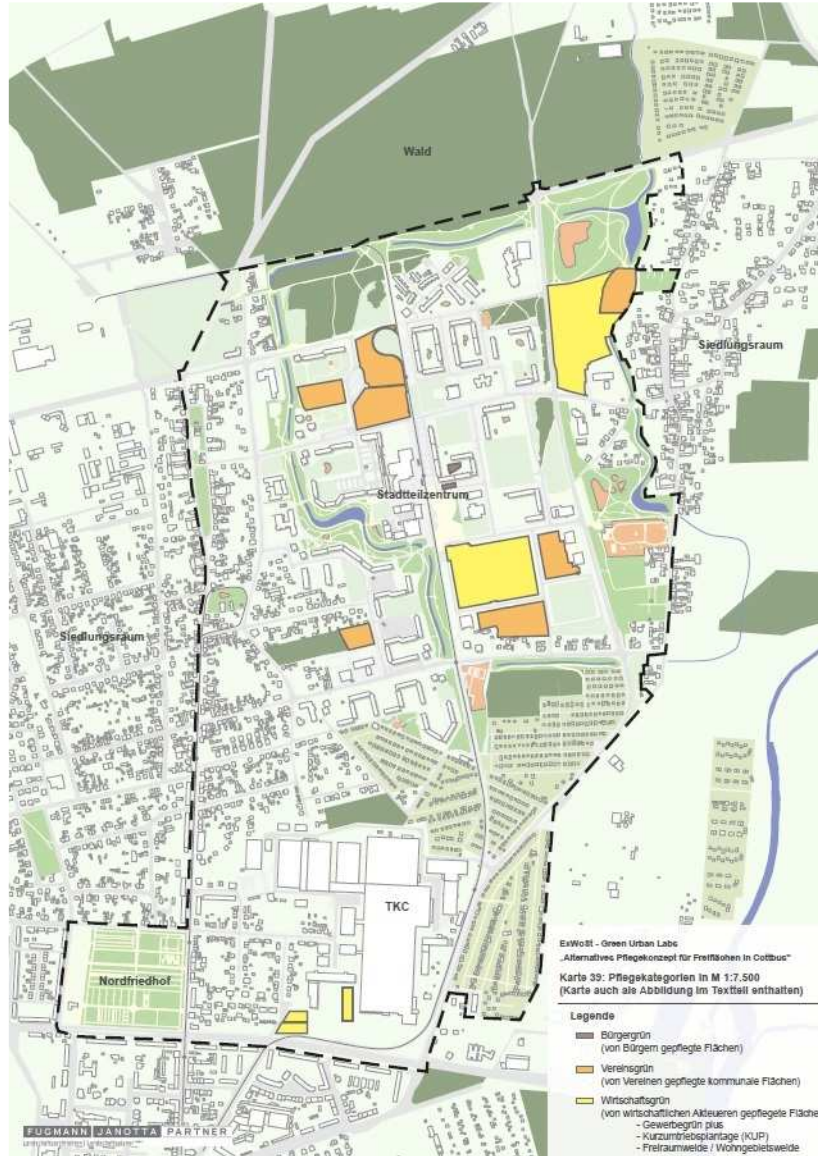 Wald
Siedlungsraum
Stadtteilzentrum
Siedlungsraum
TKC
Nordfriedhof
ExWoSt - Green Urban Labs
„Alternatives Pflegekonzept für Freiflächen in Cottbus"
Karte 39: Pflegekategorien in M 1:7.500
(Karte auch als Abbildung im Textteil enthalten)
Legende
Bürgergrün
(von Bürgern gepflegte Flächen)
Vereinsgrün
(von Vereinen gepflegte kommunale Flächen)
Wirtschaftsgrün
(von wirtschaftlichen Akteueren gepflegete Fläche
- Gewerbegrün plus
- Kurzumtriebsplantage (KUP)
- Freiraumweide / Wohngebietsweide
FUGMANN JANOTTA PARTNER